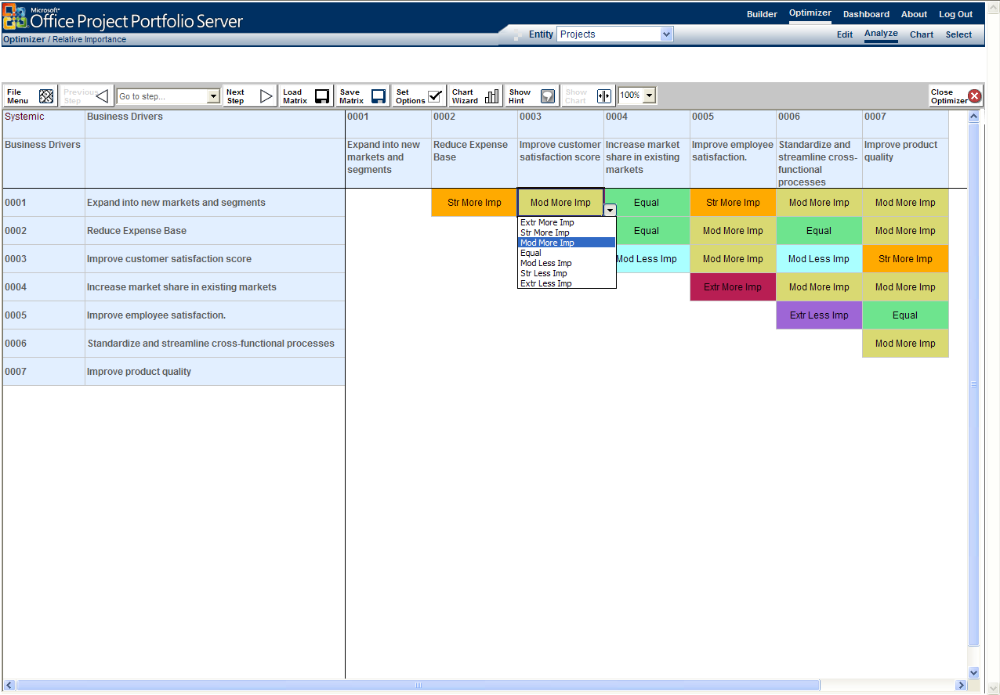 Microsoft®
Office Project Portfolio Server
Builder Optimizer Dashboard About Log Out
Optimizer / Relative Importance
Entity Projects
Edit Analyze Chart Select
File Menu
Previous Step
Go to step...
Next Step
Load Matrix
Save Matrix
Set Options
Chart Wizard
Show Hint
Show Chart
100%
Close Optimizer
Systemic Business Drivers 0001 0002 0003 0004 0005 0006 0007
Business Drivers
Expand into new markets and segments
Reduce Expense Base
Improve customer satisfaction score
Increase market share in existing markets
Improve employee satisfaction.
Standardize and streamline cross-functional processes
Improve product quality
0001 Expand into new markets and segments Str More Imp Mod More Imp Equal Str More Imp Mod More Imp Mod More Imp
0002 Reduce Expense Base Equal Mod More Imp Equal Mod More Imp
0003 Improve customer satisfaction score Mod Less Imp Mod More Imp Mod Less Imp Str More Imp
0004 Increase market share in existing markets Extr More Imp Mod More Imp Mod More Imp
0005 Improve employee satisfaction. Extr Less Imp Equal
0006 Standardize and streamline cross-functional processes Mod More Imp
0007 Improve product quality
Extr More Imp
Str More Imp
Mod More Imp
Equal
Mod Less Imp
Str Less Imp
Extr Less Imp